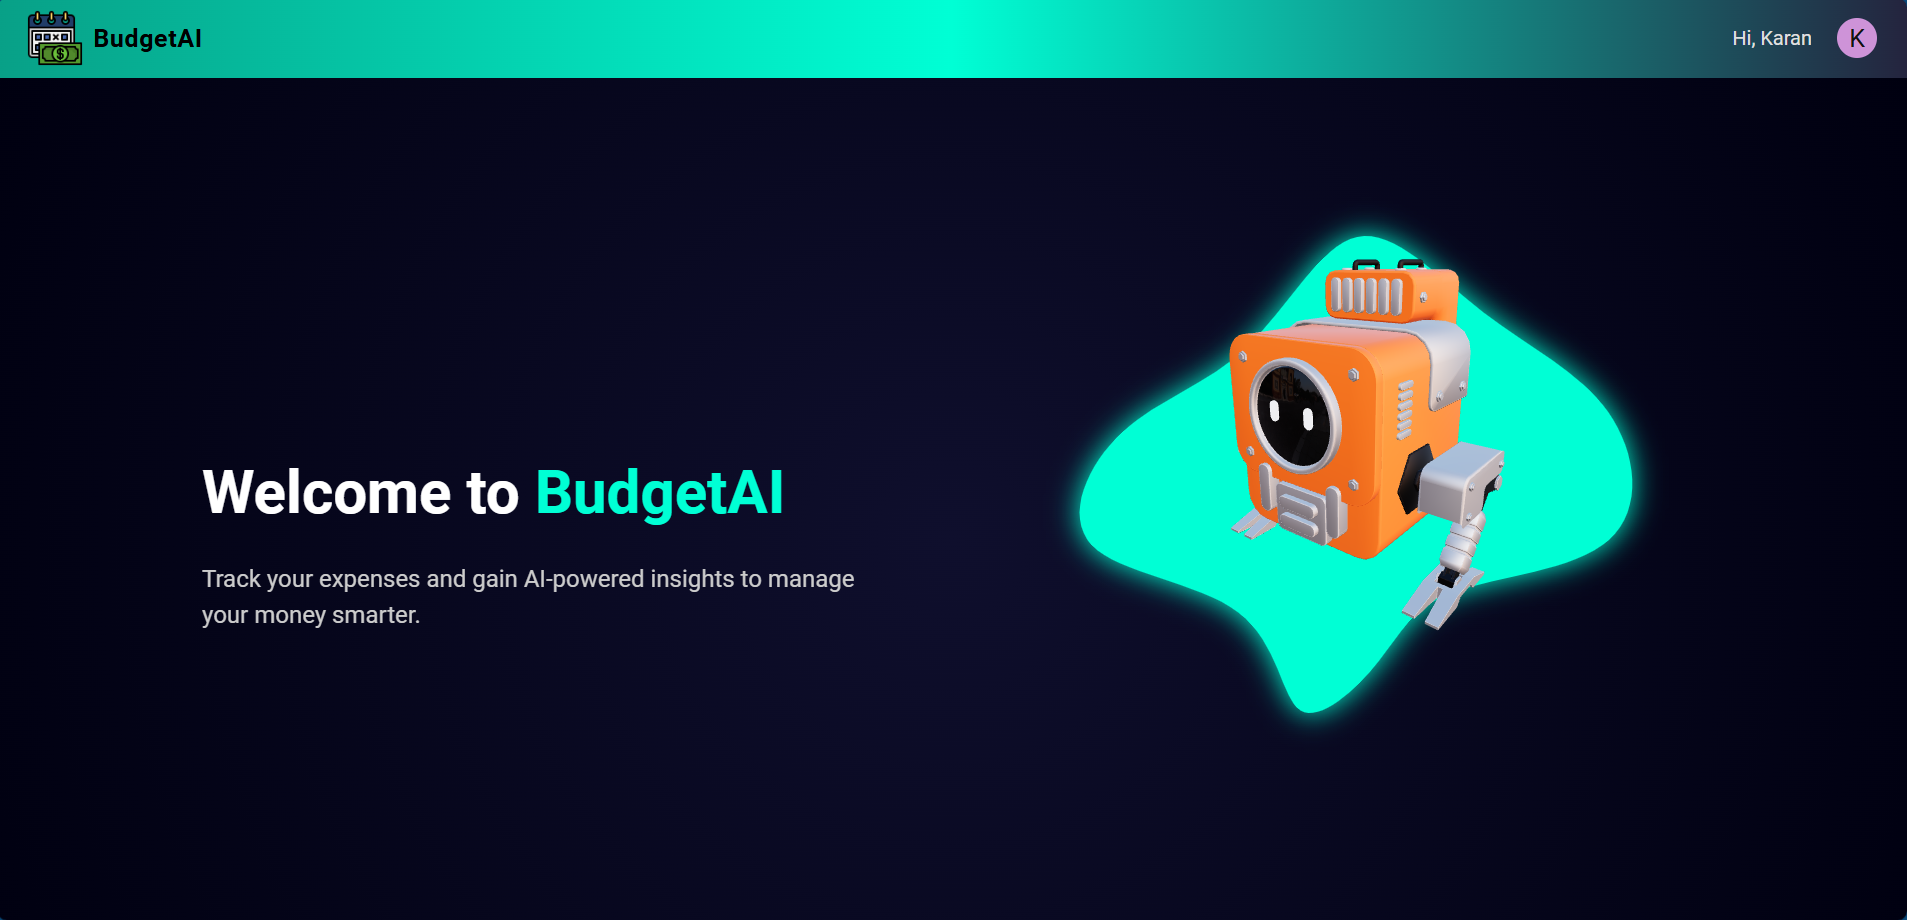 BudgetAI
Hi, Karan
K
Welcome to BudgetAI
Track your expenses and gain AI-powered insights to manage
your money smarter.